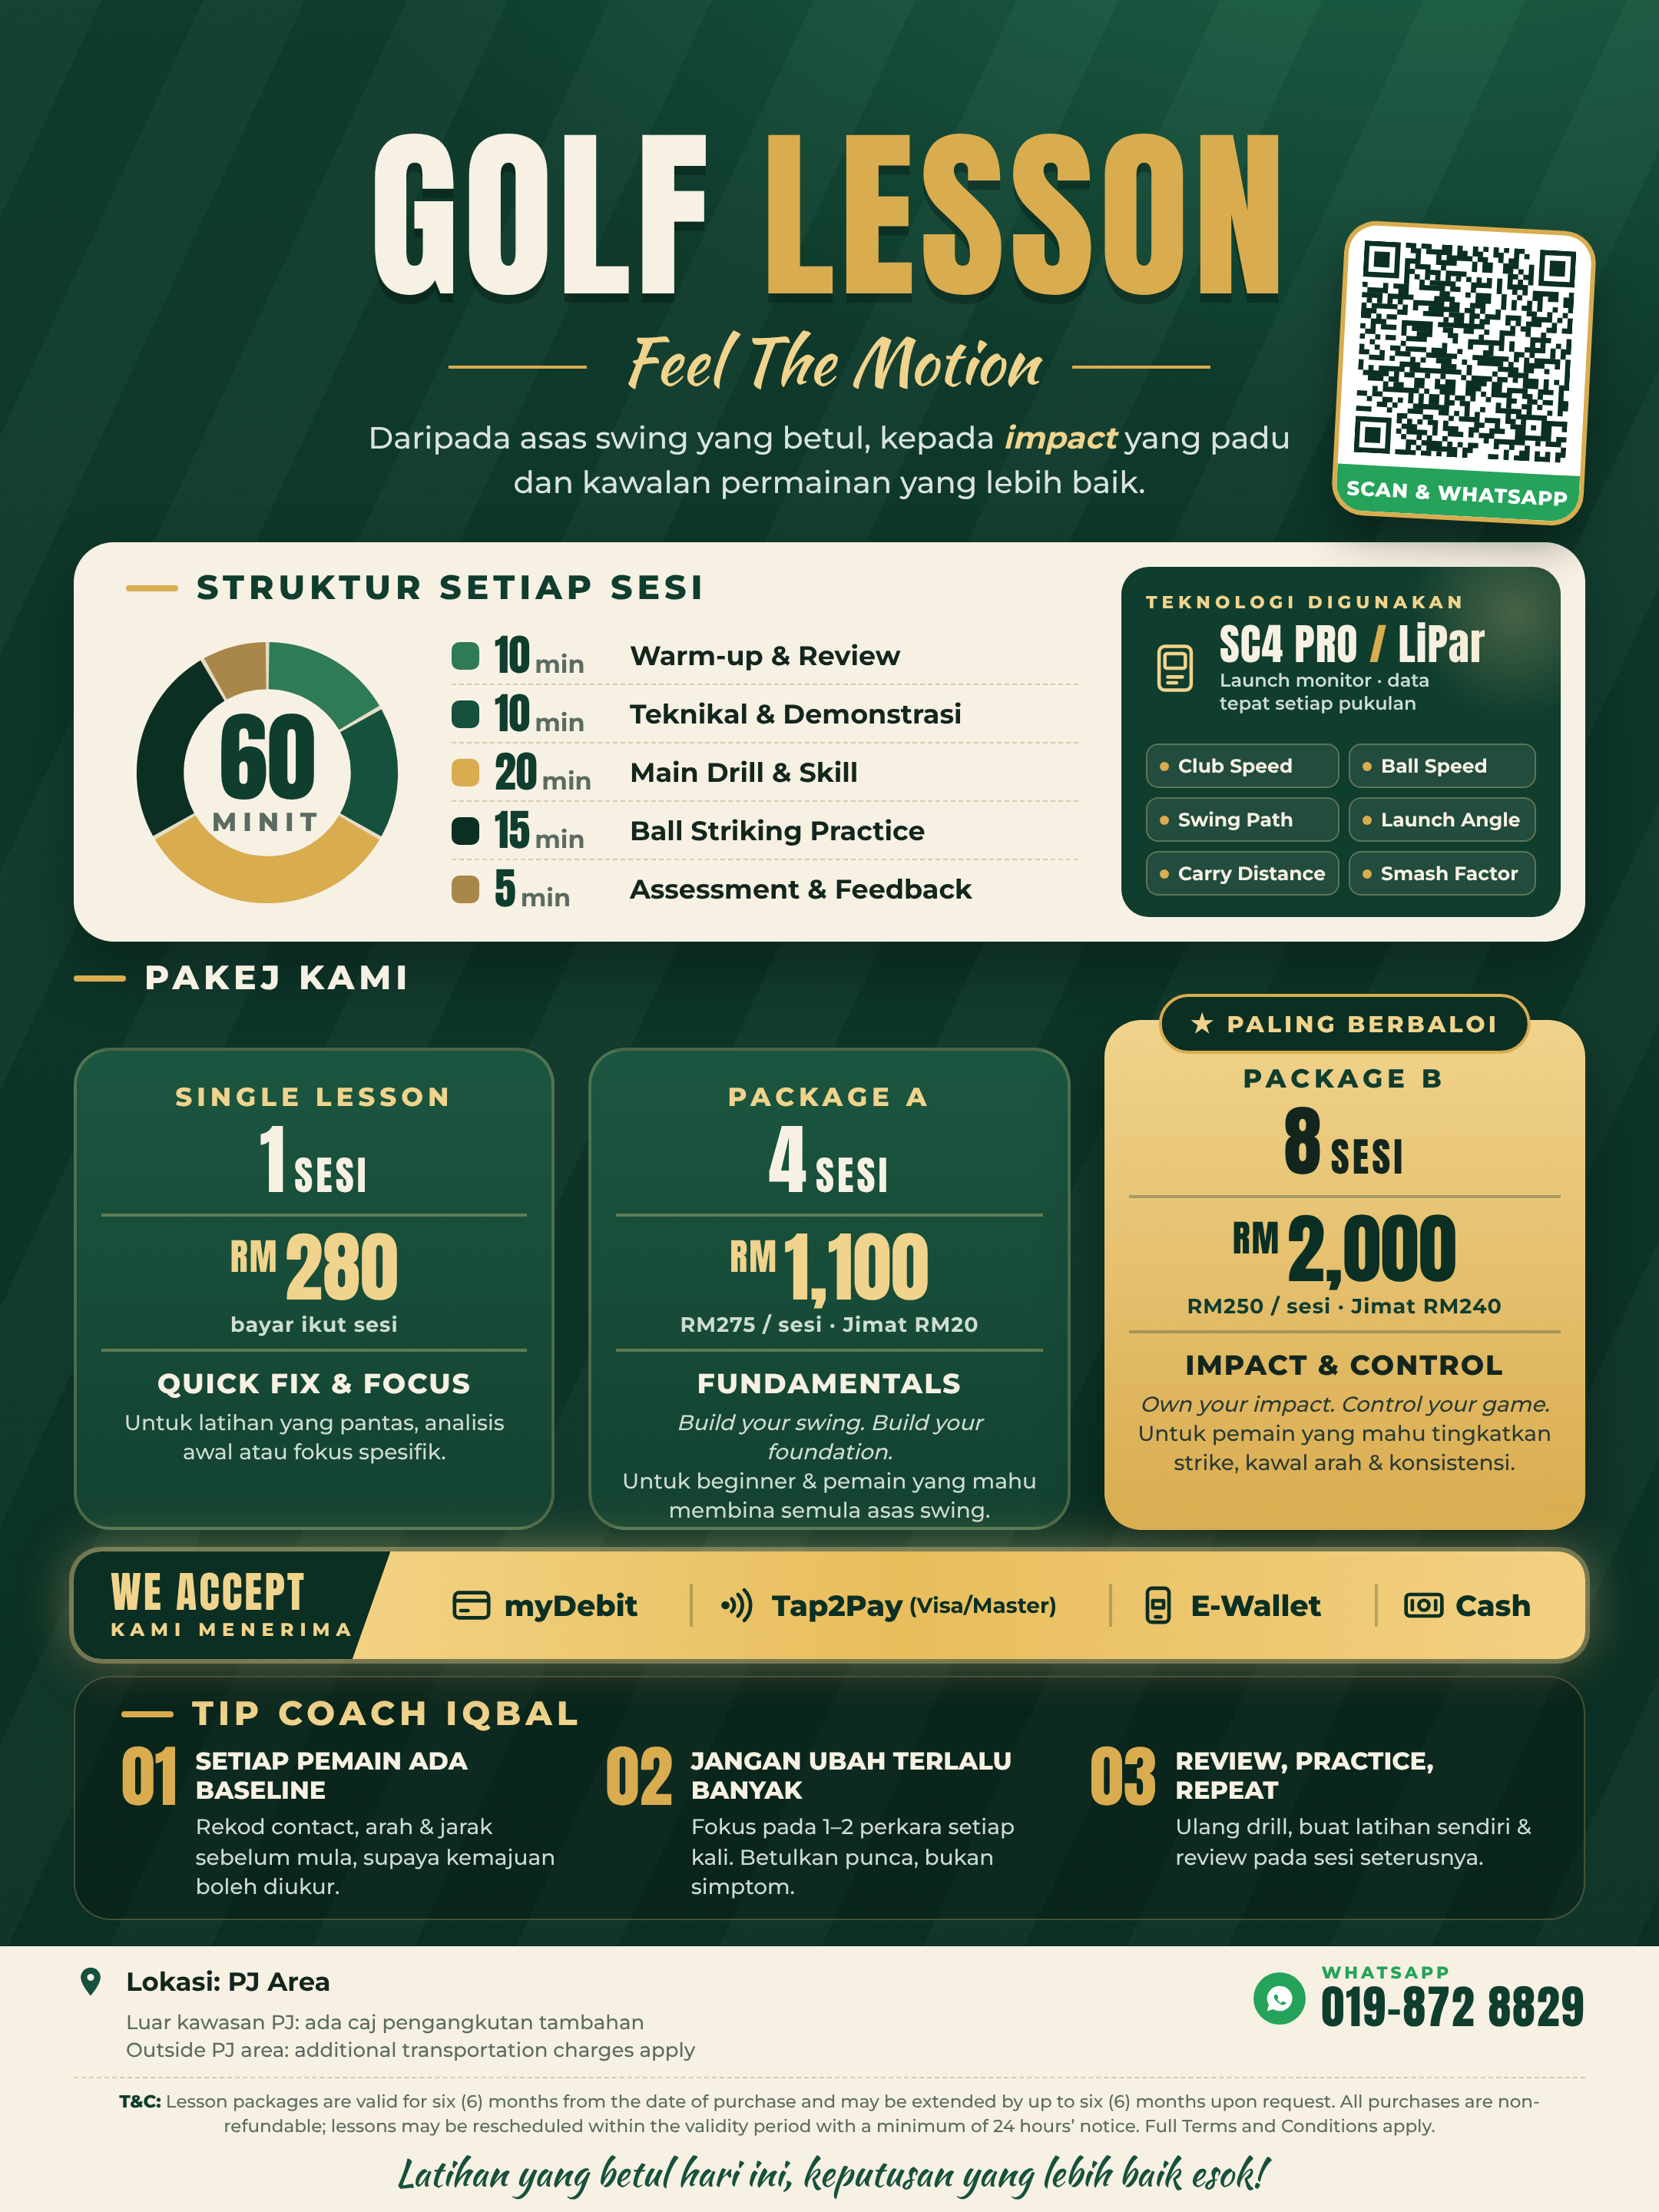 GOLF LESSON
Feel The Motion
Daripada asas swing yang betul, kepada impact yang padu
dan kawalan permainan yang lebih baik.
SCAN & WHATSAPP
STRUKTUR SETIAP SESI
60
MINIT
10 min Warm-up & Review
10 min Teknikal & Demonstrasi
20 min Main Drill & Skill
15 min Ball Striking Practice
5 min Assessment & Feedback
TEKNOLOGI DIGUNAKAN
SC4 PRO / LiPar
Launch monitor · data
tepat setiap pukulan
Club Speed
Ball Speed
Swing Path
Launch Angle
Carry Distance
Smash Factor
PAKEJ KAMI
SINGLE LESSON
1 SESI
RM 280
bayar ikut sesi
QUICK FIX & FOCUS
Untuk latihan yang pantas, analisis
awal atau fokus spesifik.
PACKAGE A
4 SESI
RM 1,100
RM275 / sesi · Jimat RM20
FUNDAMENTALS
Build your swing. Build your
foundation.
Untuk beginner & pemain yang mahu
membina semula asas swing.
★ PALING BERBALOI
PACKAGE B
8 SESI
RM 2,000
RM250 / sesi · Jimat RM240
IMPACT & CONTROL
Own your impact. Control your game.
Untuk pemain yang mahu tingkatkan
strike, kawal arah & konsistensi.
WE ACCEPT
KAMI MENERIMA
myDebit
Tap2Pay (Visa/Master)
E-Wallet
Cash
TIP COACH IQBAL
01
SETIAP PEMAIN ADA
BASELINE
Rekod contact, arah & jarak
sebelum mula, supaya kemajuan
boleh diukur.
02
JANGAN UBAH TERLALU
BANYAK
Fokus pada 1–2 perkara setiap
kali. Betulkan punca, bukan
simptom.
03
REVIEW, PRACTICE,
REPEAT
Ulang drill, buat latihan sendiri &
review pada sesi seterusnya.
Lokasi: PJ Area
Luar kawasan PJ: ada caj pengangkutan tambahan
Outside PJ area: additional transportation charges apply
WHATSAPP
019-872 8829
T&C: Lesson packages are valid for six (6) months from the date of purchase and may be extended by up to six (6) months upon request. All purchases are non-
refundable; lessons may be rescheduled within the validity period with a minimum of 24 hours’ notice. Full Terms and Conditions apply.
Latihan yang betul hari ini, keputusan yang lebih baik esok!